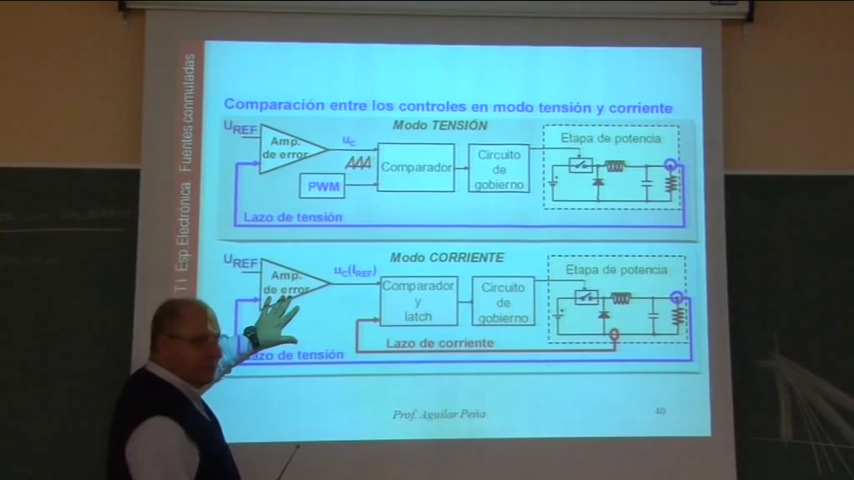 Fuentes conmutadas
T I Esp Electrónica
Comparación entre los controles en modo tensión y corriente
Modo TENSIÓN
UREF
Amp.
de error
uC
PWM
Comparador
Circuito
de
gobierno
Etapa de potencia
Lazo de tensión
Modo CORRIENTE
UREF
Amp.
de error
uC(IREF)
Comparador
y
latch
Circuito
de
gobierno
Etapa de potencia
Lazo de corriente
Lazo de tensión
Prof. Aguilar Peña
40